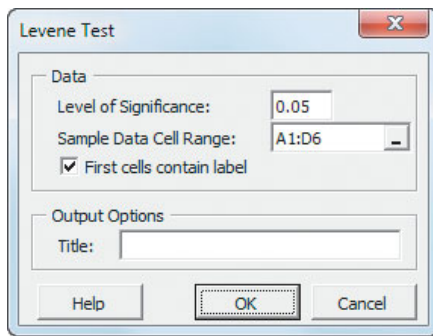 Levene Test
Data
Level of Significance: 0.05
Sample Data Cell Range: A1:D6
First cells contain label
Output Options
Title:
Help OK Cancel